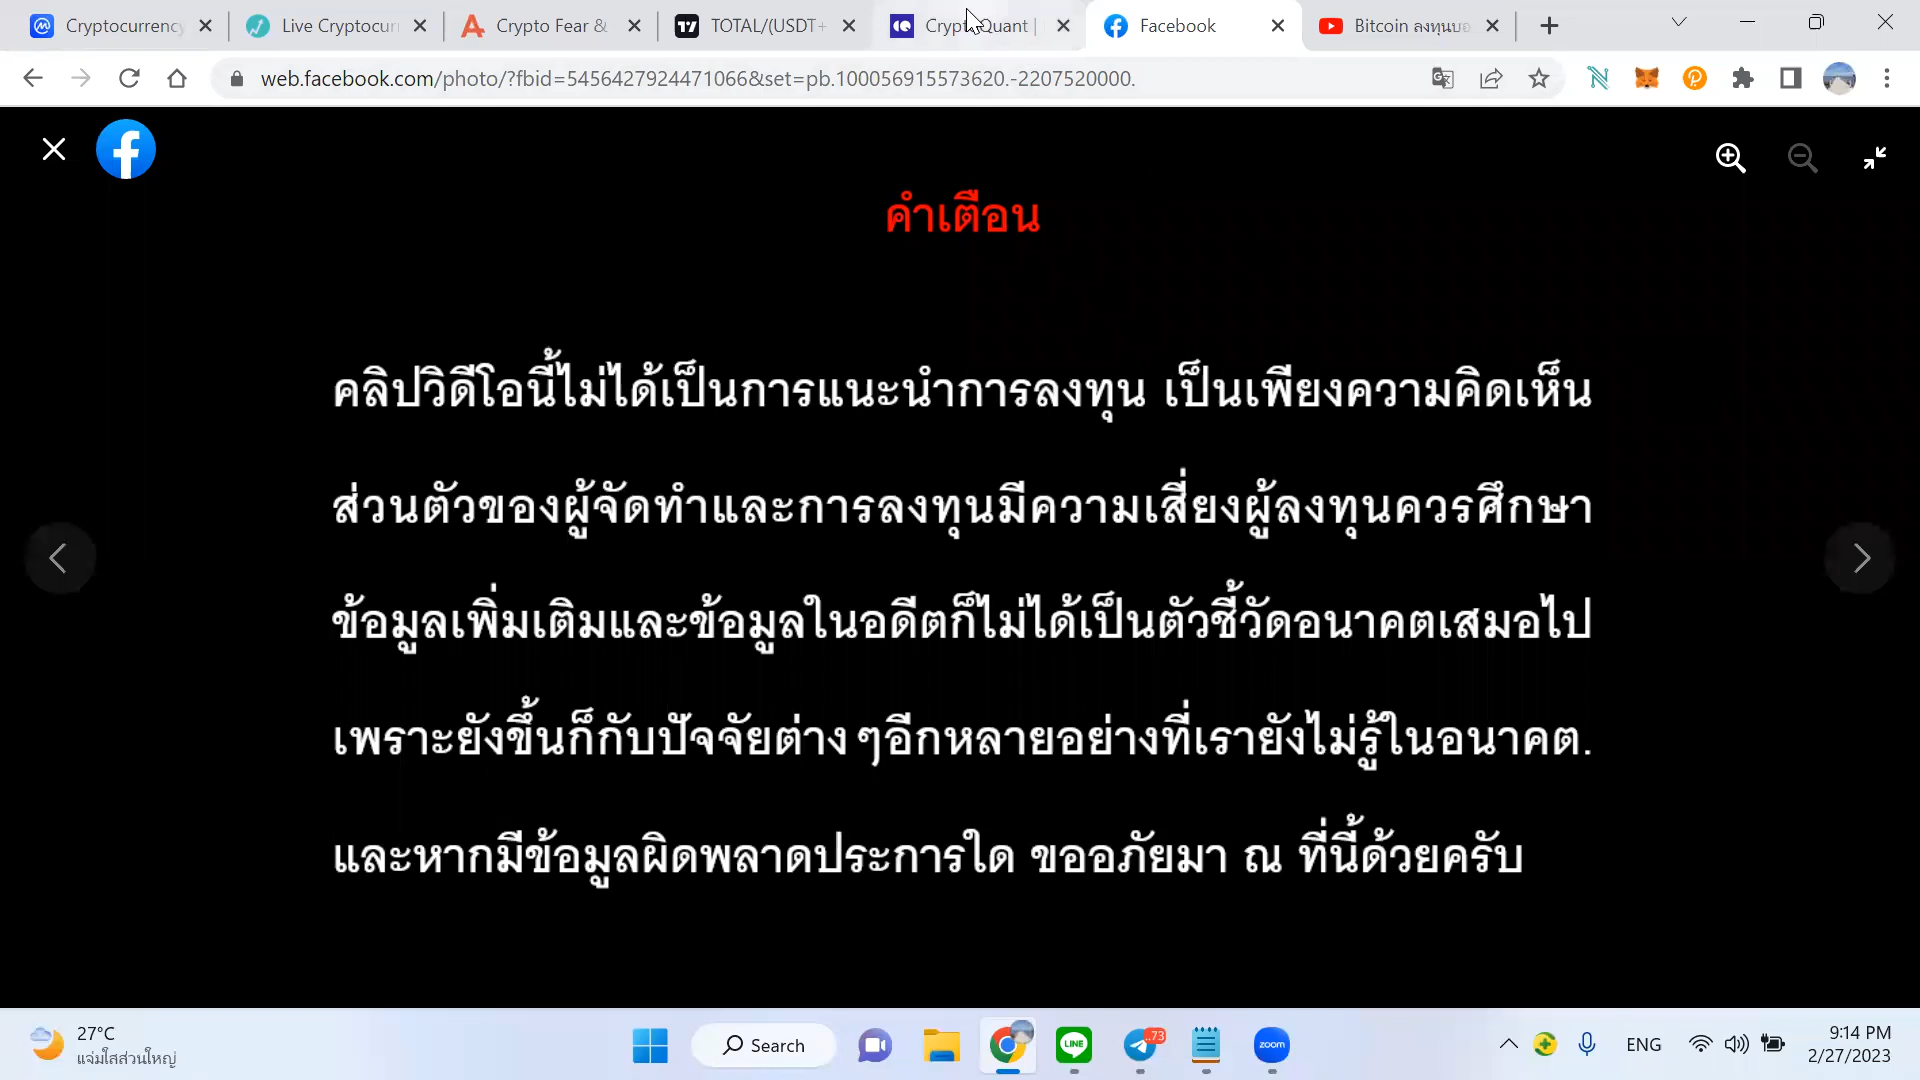 Cryptocurrency
Live Cryptocurr
Crypto Fear &
TOTAL/(USDT+
CryptoQuant |
Facebook
Bitcoin ลงทุนบอ
web.facebook.com/photo/?fbid=5456427924471066&set=pb.100056915573620.-2207520000.
คำเตือน
คลิปวิดีโอนี้ไม่ได้เป็นการแนะนำการลงทุน เป็นเพียงความคิดเห็น
ส่วนตัวของผู้จัดทำและการลงทุนมีความเสี่ยงผู้ลงทุนควรศึกษา
ข้อมูลเพิ่มเติมและข้อมูลในอดีตก็ไม่ได้เป็นตัวชี้วัดอนาคตเสมอไป
เพราะยังขึ้นก็กับปัจจัยต่างๆอีกหลายอย่างที่เรายังไม่รู้ในอนาคต.
และหากมีข้อมูลผิดพลาดประการใด ขออภัยมา ณ ที่นี้ด้วยครับ
27°C
แจ่มใสส่วนใหญ่
Search
LINE
73
zoom
ENG
9:14 PM
2/27/2023